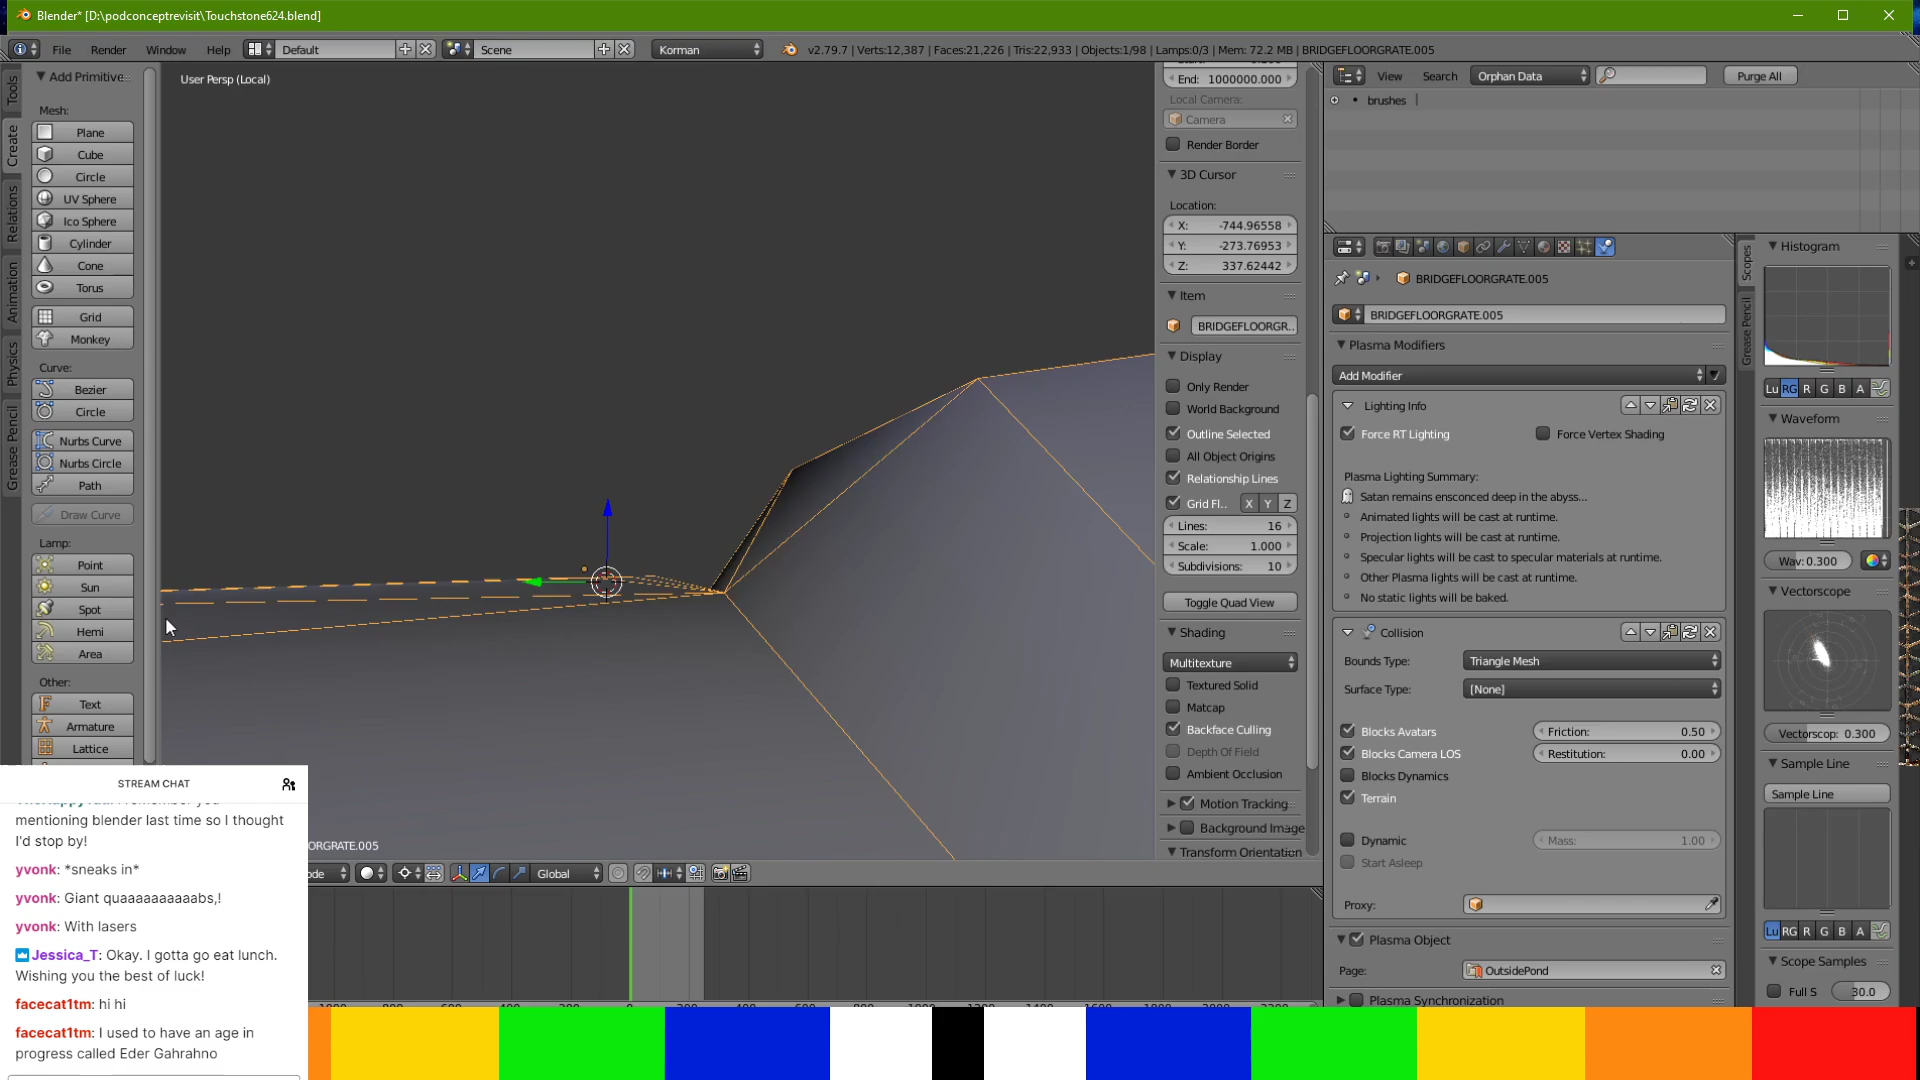 Blender* [D:\podconceptrevisit\Touchstone624.blend]
File Render Window Help Default Scene Korman v2.79.7 | Verts:12,387 | Faces:21,226 | Tris:22,933 | Objects:1/98 | Lamps:0/3 | Mem: 72.2 MB | BRIDGEFLOORGRATE.005
Tools
Create
Relations
Animation
Physics
Grease Pencil
Add Primitive
Mesh:
Plane
Cube
Circle
UV Sphere
Ico Sphere
Cylinder
Cone
Torus
Grid
Monkey
Curve:
Bezier
Circle
Nurbs Curve
Nurbs Circle
Path
Draw Curve
Lamp:
Point
Sun
Spot
Hemi
Area
Other:
Text
Armature
Lattice
User Persp (Local)
ORGRATE.005
ode Global
End: 1000000.000
Local Camera:
Camera
Render Border
3D Cursor
Location:
X: -744.96558
Y: -273.76953
Z: 337.62442
Item
BRIDGEFLOORGR..
Display
Only Render
World Background
Outline Selected
All Object Origins
Relationship Lines
Grid Fl.. X Y Z
Lines: 16
Scale: 1.000
Subdivisions: 10
Toggle Quad View
Shading
Multitexture
Textured Solid
Matcap
Backface Culling
Depth Of Field
Ambient Occlusion
Motion Tracking
Background Image
Transform Orientation
View Search Orphan Data Purge All
brushes
BRIDGEFLOORGRATE.005
BRIDGEFLOORGRATE.005
Plasma Modifiers
Add Modifier
Lighting Info
Force RT Lighting Force Vertex Shading
Plasma Lighting Summary:
Satan remains ensconced deep in the abyss...
Animated lights will be cast at runtime.
Projection lights will be cast at runtime.
Specular lights will be cast to specular materials at runtime.
Other Plasma lights will be cast at runtime.
No static lights will be baked.
Collision
Bounds Type: Triangle Mesh
Surface Type: [None]
Blocks Avatars Friction: 0.50
Blocks Camera LOS Restitution: 0.00
Blocks Dynamics
Terrain
Dynamic Mass: 1.00
Start Asleep
Proxy:
Plasma Object
Page: OutsidePond
Plasma Synchronization
Scopes
Grease Pencil
Histogram
Lu RG R G B A
Waveform
Wav: 0.300
Vectorscope
Vectorscop: 0.300
Sample Line
Sample Line
Lu RG R G B A
Scope Samples
Full S 30.0
STREAM CHAT
mentioning blender last time so I thought
I'd stop by!
yvonk: *sneaks in*
yvonk: Giant quaaaaaaaaaabs,!
yvonk: With lasers
Jessica_T: Okay. I gotta go eat lunch.
Wishing you the best of luck!
facecat1tm: hi hi
facecat1tm: I used to have an age in
progress called Eder Gahrahno